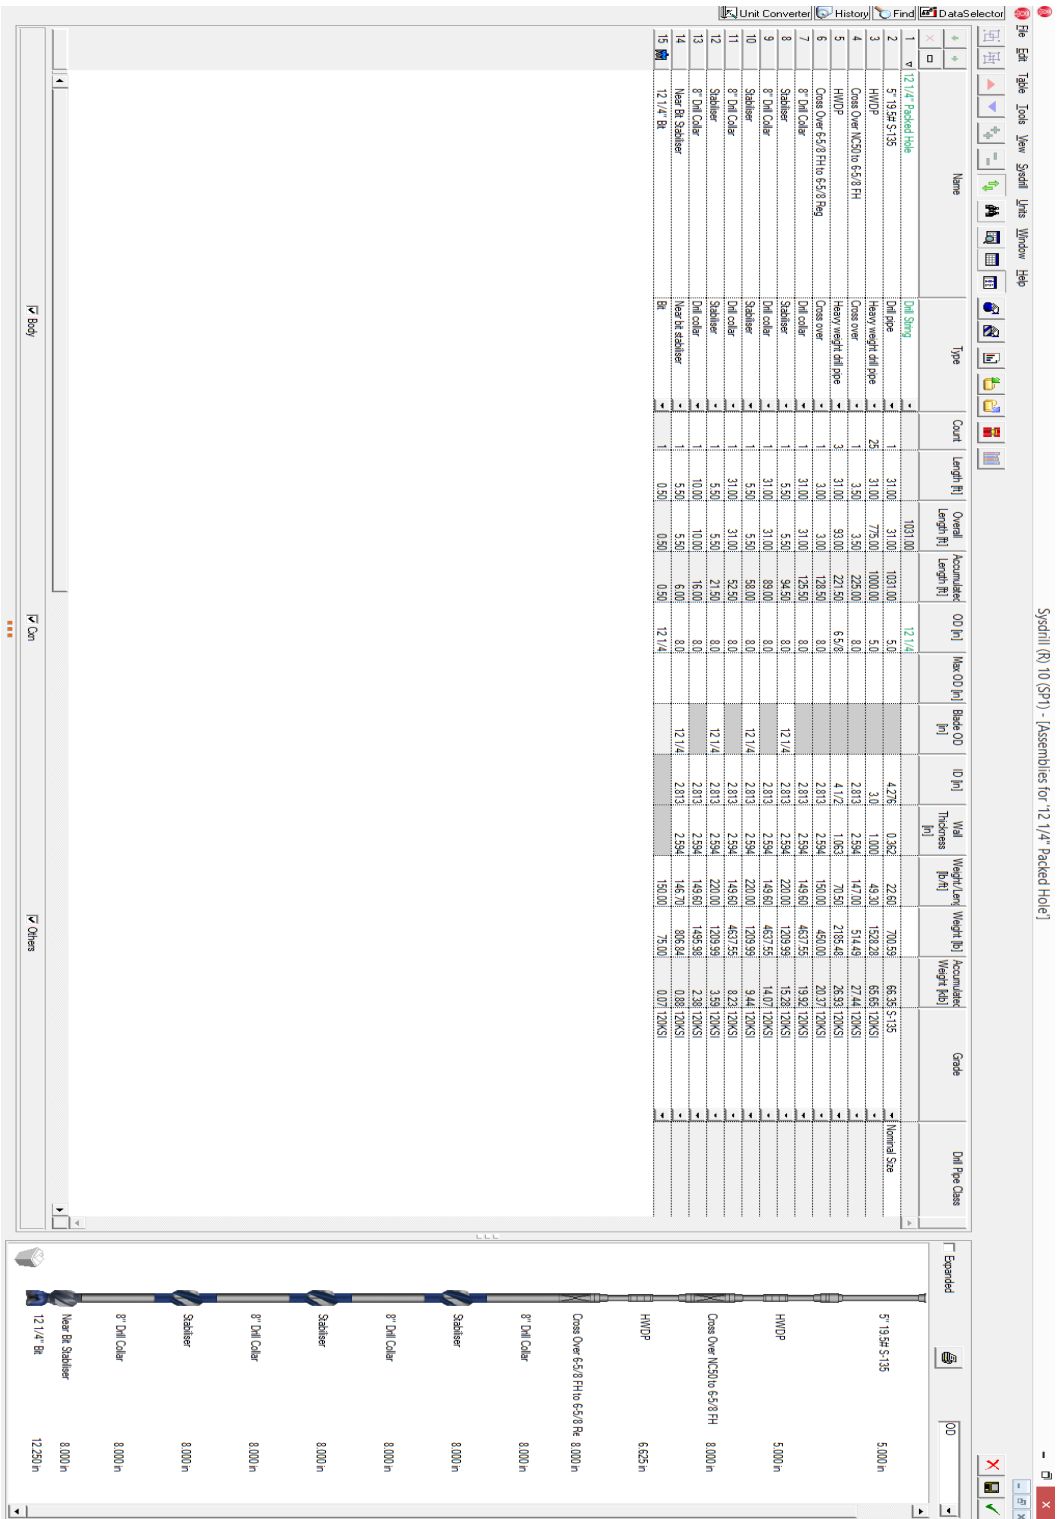 Sysdrill (R) 10 (SP1) - [Assemblies for '12 1/4" Packed Hole']
File Edit Table Tools View Sysdrill Units Window Help
Name Type Count Length [ft] Overall Length [ft] Accumulated Length [ft] OD [in] Max OD [in] Blade OD [in] ID [in] Wall Thickness [in] Weight/Len [lb/ft] Weight [lb] Accumulated Weight [klb] Grade Drill Pipe Class
1 12 1/4" Packed Hole Drill String 1031.00 12 1/4
2 5" 19.5# S-135 Drill pipe 1 31.00 31.00 1031.00 5.0 4.276 0.362 22.60 700.59 66.35 S-135 Nominal Size
3 HWDP Heavy weight drill pipe 25 31.00 775.00 1000.00 5.0 3.0 1.000 49.30 1528.28 65.65 120KSI
4 Cross Over NC50 to 6-5/8 FH Cross over 1 3.50 3.50 225.00 8.0 2.813 2.594 147.00 514.49 27.44 120KSI
5 HWDP Heavy weight drill pipe 3 31.00 93.00 221.50 6 5/8 4 1/2 1.063 70.50 2185.48 26.93 120KSI
6 Cross Over 6-5/8 FH to 6-5/8 Reg Cross over 1 3.00 3.00 128.50 8.0 2.813 2.594 150.00 450.00 20.37 120KSI
7 8" Drill Collar Drill collar 1 31.00 31.00 125.50 8.0 2.813 2.594 149.60 4637.55 19.92 120KSI
8 Stabiliser Stabiliser 1 5.50 5.50 94.50 8.0 12 1/4 2.813 2.594 220.00 1209.99 15.28 120KSI
9 8" Drill Collar Drill collar 1 31.00 31.00 89.00 8.0 2.813 2.594 149.60 4637.55 14.07 120KSI
10 Stabiliser Stabiliser 1 5.50 5.50 58.00 8.0 12 1/4 2.813 2.594 220.00 1209.99 9.44 120KSI
11 8" Drill Collar Drill collar 1 31.00 31.00 52.50 8.0 2.813 2.594 149.60 4637.55 8.23 120KSI
12 Stabiliser Stabiliser 1 5.50 5.50 21.50 8.0 12 1/4 2.813 2.594 220.00 1209.99 3.59 120KSI
13 8" Drill Collar Drill collar 1 10.00 10.00 16.00 8.0 2.813 2.594 149.60 1495.98 2.38 120KSI
14 Near Bit Stabiliser Near bit stabiliser 1 5.50 5.50 6.00 8.0 12 1/4 2.813 2.594 146.70 806.84 0.88 120KSI
15 12 1/4" Bit Bit 1 0.50 0.50 0.50 12 1/4 150.00 75.00 0.07 120KSI
Body Cxn Others
Expanded OD
5" 19.5# S-135 5.000 in
HWDP 5.000 in
Cross Over NC50 to 6-5/8 FH 8.000 in
HWDP 6.625 in
Cross Over 6-5/8 FH to 6-5/8 Re 8.000 in
8" Drill Collar 8.000 in
Stabiliser 8.000 in
8" Drill Collar 8.000 in
Stabiliser 8.000 in
8" Drill Collar 8.000 in
Stabiliser 8.000 in
8" Drill Collar 8.000 in
Near Bit Stabiliser 8.000 in
12 1/4" Bit 12.250 in
Unit Converter History Find DataSelector